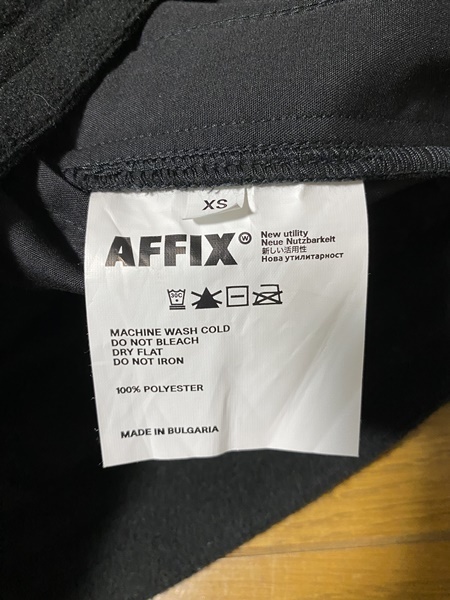 XS
AFFIX W
New utility
Neue Nutzbarkeit
新しい活用性
Нова утилитарност
30C
MACHINE WASH COLD
DO NOT BLEACH
DRY FLAT
DO NOT IRON
100% POLYESTER
MADE IN BULGARIA